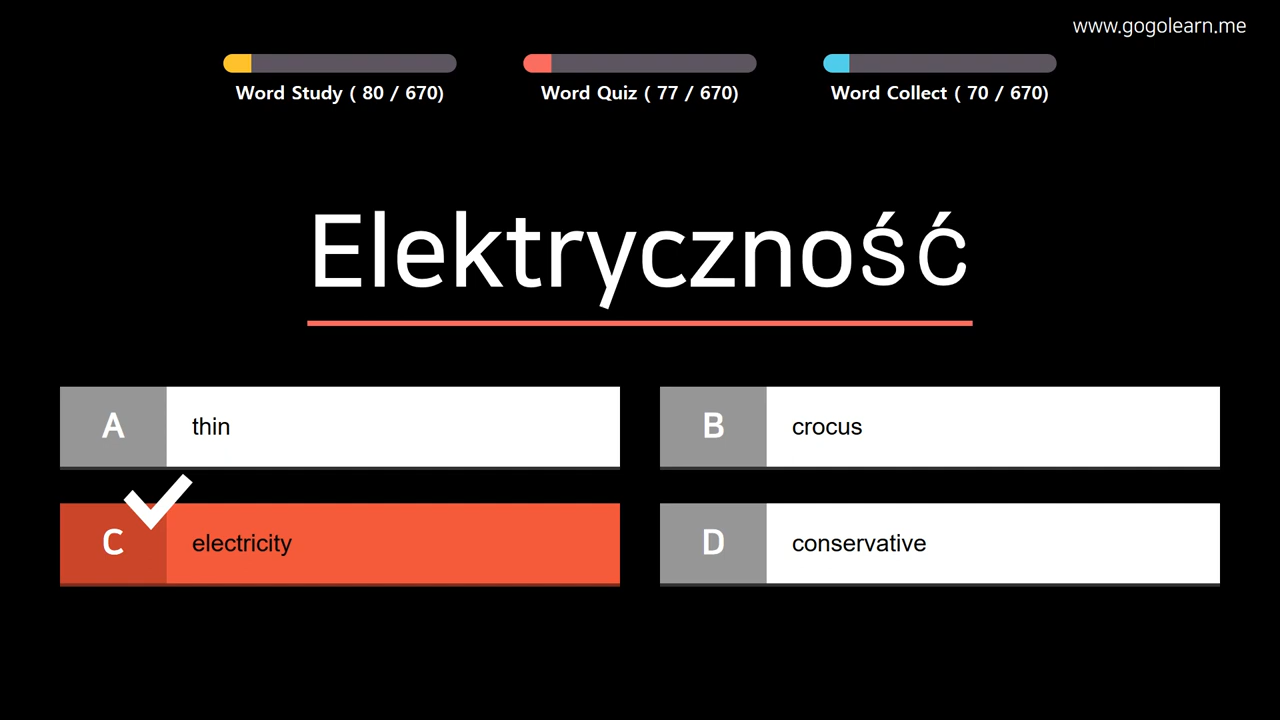 www.gogolearn.me
Word Study ( 80 / 670)
Word Quiz ( 77 / 670)
Word Collect ( 70 / 670)
Elektryczność
A thin
B crocus
C electricity
D conservative